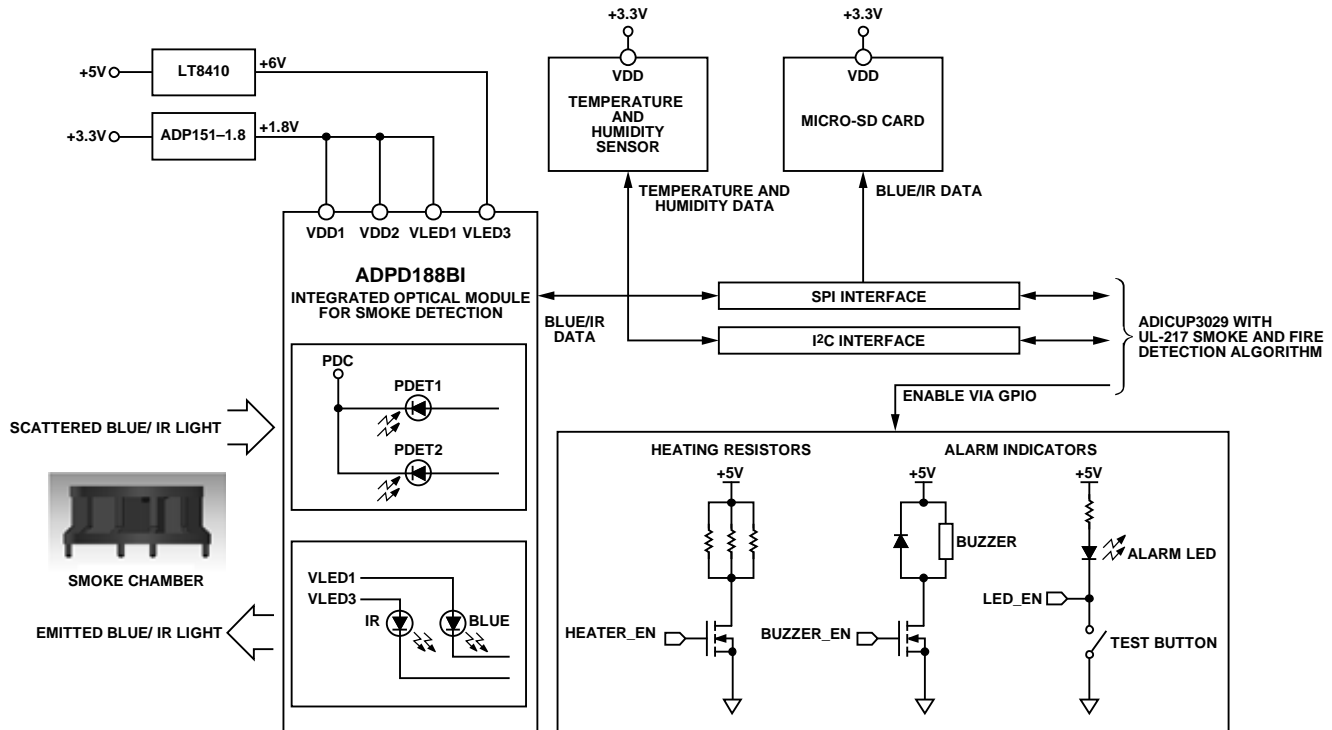 +3.3V
+3.3V
+5V
LT8410
+6V
+3.3V
ADP151–1.8
+1.8V
VDD
TEMPERATURE
AND
HUMIDITY
SENSOR
VDD
MICRO-SD CARD
TEMPERATURE AND
HUMIDITY DATA
BLUE/IR DATA
VDD1
VDD2
VLED1
VLED3
ADPD188BI
INTEGRATED OPTICAL MODULE
FOR SMOKE DETECTION
BLUE/IR
DATA
SPI INTERFACE
I2C INTERFACE
ADICUP3029 WITH
UL-217 SMOKE AND FIRE
DETECTION ALGORITHM
ENABLE VIA GPIO
PDC
PDET1
PDET2
SCATTERED BLUE/ IR LIGHT
SMOKE CHAMBER
EMITTED BLUE/ IR LIGHT
VLED1
VLED3
IR
BLUE
HEATING RESISTORS
ALARM INDICATORS
+5V
+5V
+5V
BUZZER
ALARM LED
LED_EN
HEATER_EN
BUZZER_EN
TEST BUTTON